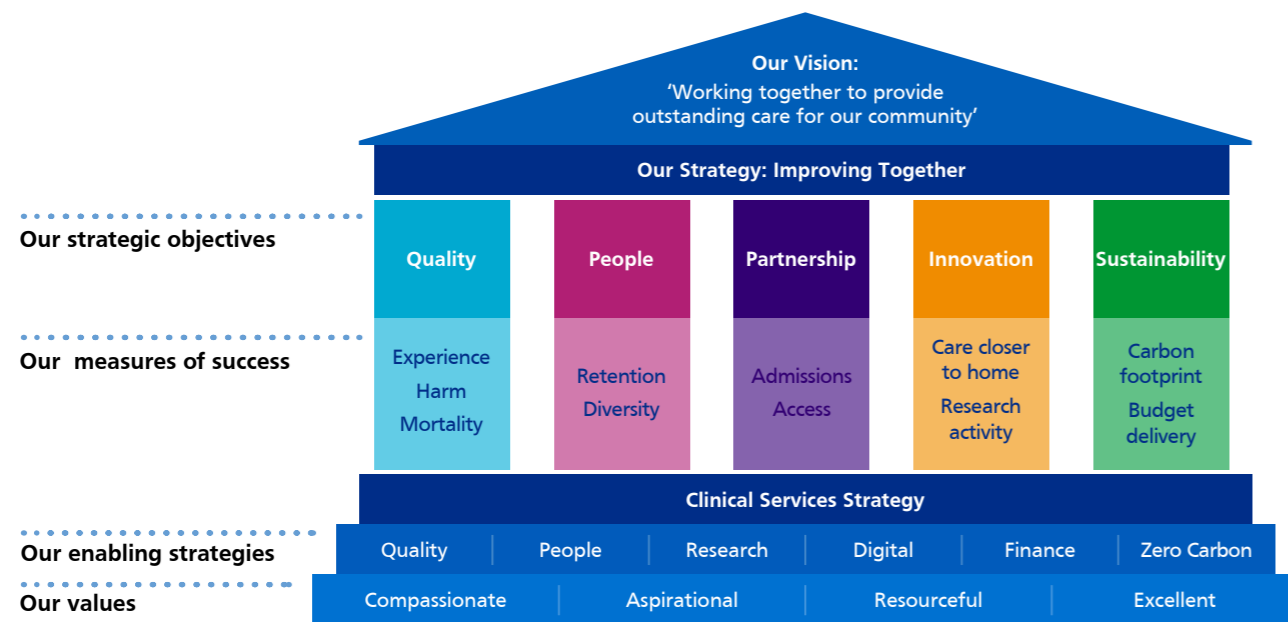 Our Vision:
‘Working together to provide
outstanding care for our community’
Our Strategy: Improving Together
Our strategic objectives
Quality
People
Partnership
Innovation
Sustainability
Our measures of success
Experience
Harm
Mortality
Retention
Diversity
Admissions
Access
Care closer
to home
Research
activity
Carbon
footprint
Budget
delivery
Clinical Services Strategy
Our enabling strategies
Quality
People
Research
Digital
Finance
Zero Carbon
Our values
Compassionate
Aspirational
Resourceful
Excellent